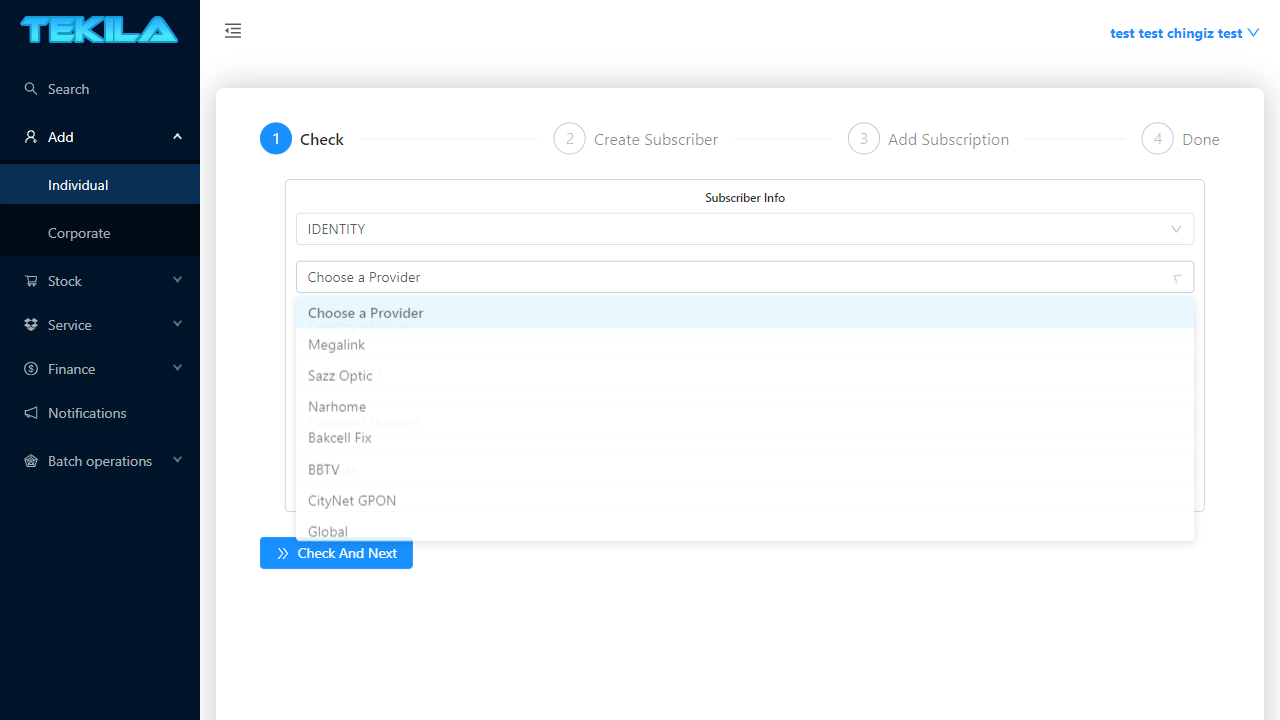 TEKILA
test test chingiz test
Search
Add
Individual
Corporate
Stock
Service
Finance
Notifications
Batch operations
1 Check
2 Create Subscriber
3 Add Subscription
4 Done
Subscriber Info
IDENTITY
Choose a Provider
Choose a Provider
Megalink
Sazz Optic
Narhome
Password Number
Bakcell Fix
BBTV
CityNet GPON
Global
Check And Next